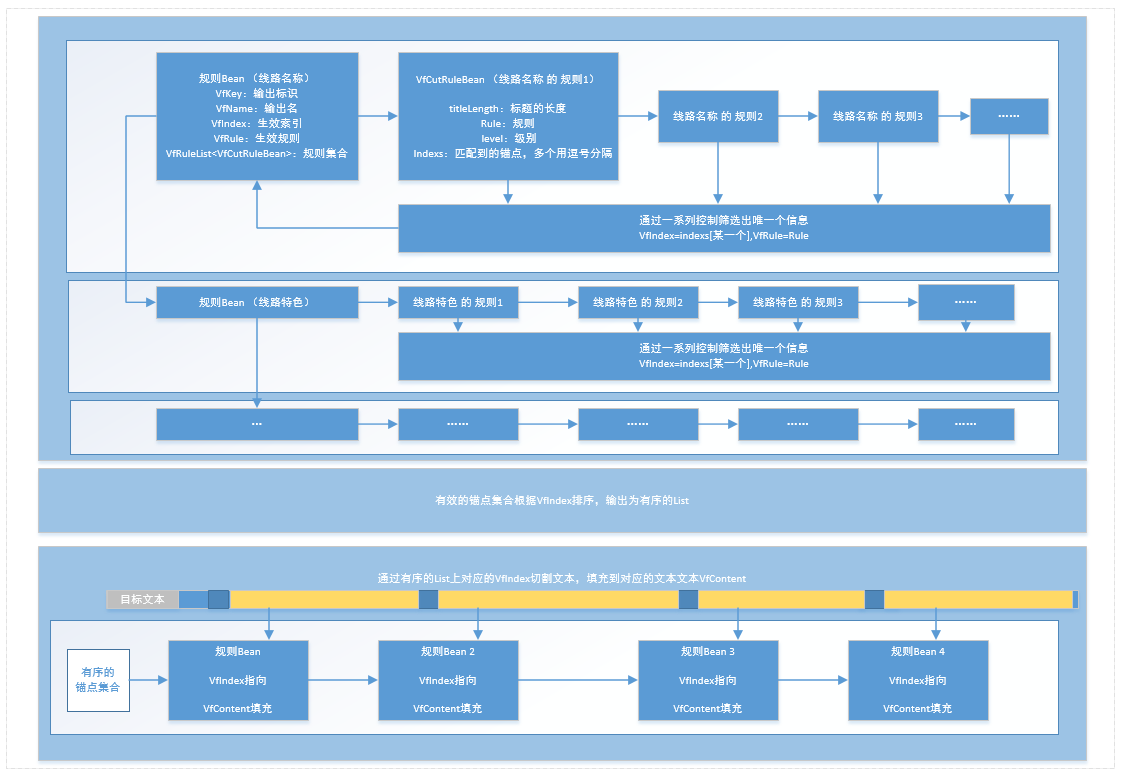 规则Bean （线路名称）
VfKey：输出标识
VfName：输出名
VfIndex：生效索引
VfRule：生效规则
VfRuleList<VfCutRuleBean>：规则集合
VfCutRuleBean （线路名称 的 规则1）
titleLength：标题的长度
Rule：规则
level：级别
Indexs：匹配到的锚点，多个用逗号分隔
线路名称 的 规则2
线路名称 的 规则3
……
通过一系列控制筛选出唯一个信息
VfIndex=indexs[某一个],VfRule=Rule
规则Bean （线路特色）
线路特色 的 规则1
线路特色 的 规则2
线路特色 的 规则3
……
通过一系列控制筛选出唯一个信息
VfIndex=indexs[某一个],VfRule=Rule
…
……
……
……
……
有效的锚点集合根据VfIndex排序，输出为有序的List
通过有序的List上对应的VfIndex切割文本，填充到对应的文本文VfContent
目标文本
有序的
锚点集合
规则Bean
VfIndex指向
VfContent填充
规则Bean 2
VfIndex指向
VfContent填充
规则Bean 3
VfIndex指向
VfContent填充
规则Bean 4
VfIndex指向
VfContent填充